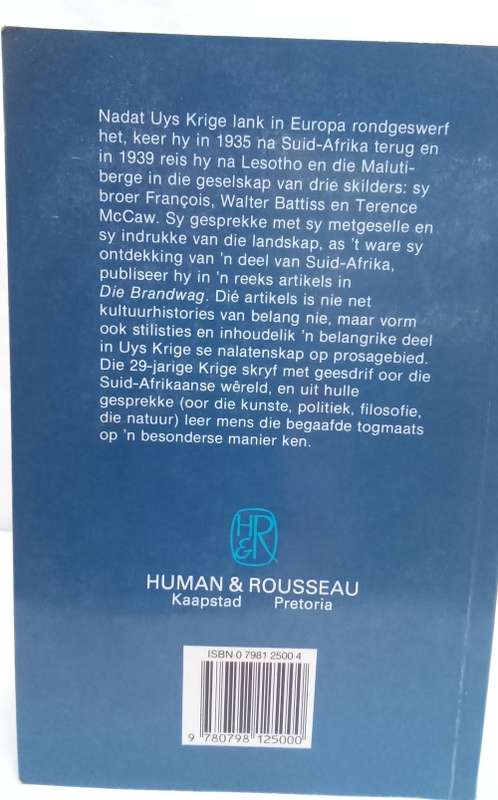 Nadat Uys Krige lank in Europa rondgeswerf
het, keer hy in 1935 na Suid-Afrika terug en
in 1939 reis hy na Lesotho en die Maluti-
berge in die geselskap van drie skilders: sy
broer François, Walter Battiss en Terence
McCaw. Sy gesprekke met sy metgeselle en
sy indrukke van die landskap, as 't ware sy
ontdekking van 'n deel van Suid-Afrika,
publiseer hy in 'n reeks artikels in
Die Brandwag. Dié artikels is nie net
kultuurhistories van belang nie, maar vorm
ook stilisties en inhoudelik 'n belangrike deel
in Uys Krige se nalatenskap op prosagebied.
Die 29-jarige Krige skryf met geesdrif oor die
Suid-Afrikaanse wêreld, en uit hulle
gesprekke (oor die kunste, politiek, filosofie,
die natuur) leer mens die begaafde togmaats
op 'n besonderse manier ken.
HR
&
HUMAN & ROUSSEAU
Kaapstad Pretoria
ISBN 0 7981 2500 4
9 780798 125000